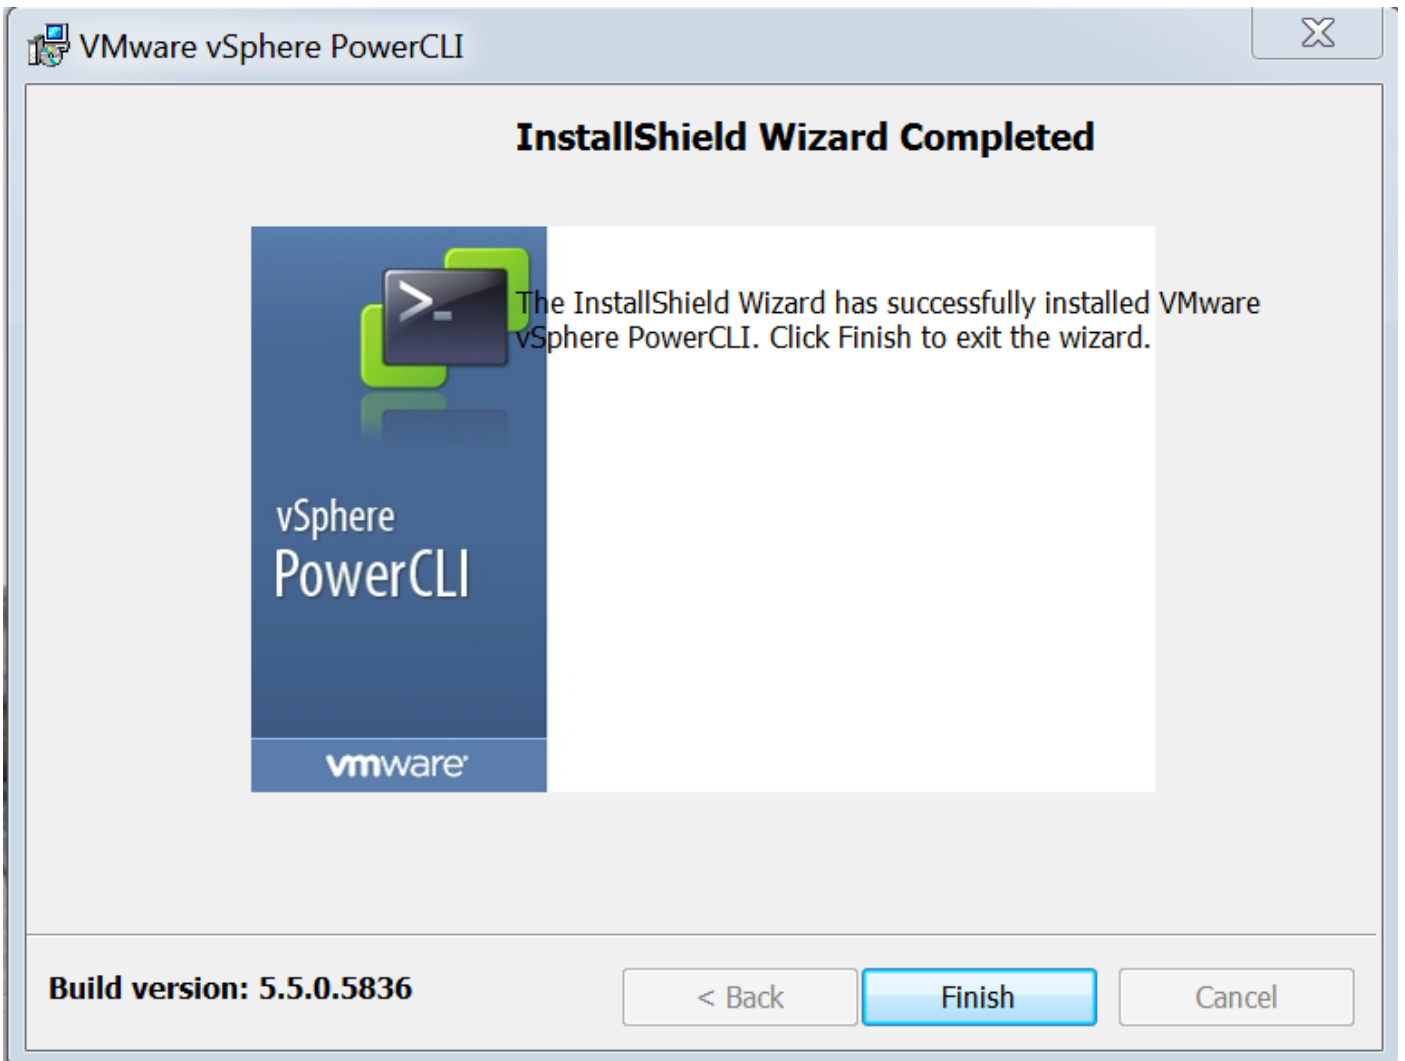 VMware vSphere PowerCLI
InstallShield Wizard Completed
The InstallShield Wizard has successfully installed VMware
vSphere PowerCLI. Click Finish to exit the wizard.
>_
vSphere
PowerCLI
vmware
Build version: 5.5.0.5836
< Back
Finish
Cancel